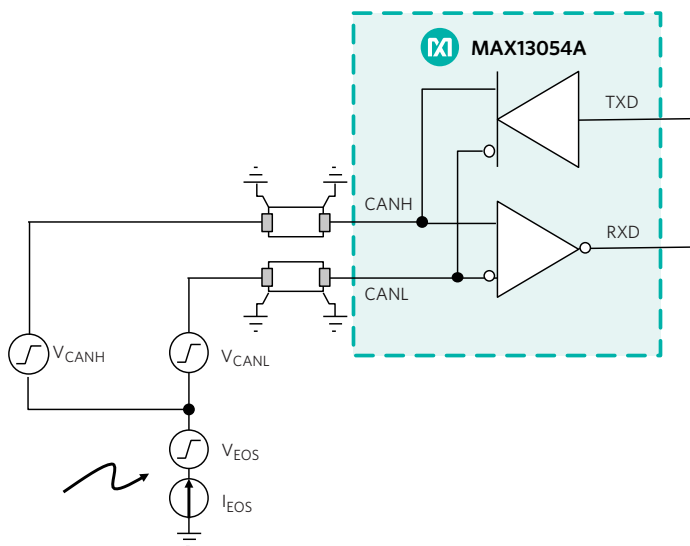 MAX13054A
TXD
CANH
RXD
CANL
VCANH
VCANL
VEOS
IEOS